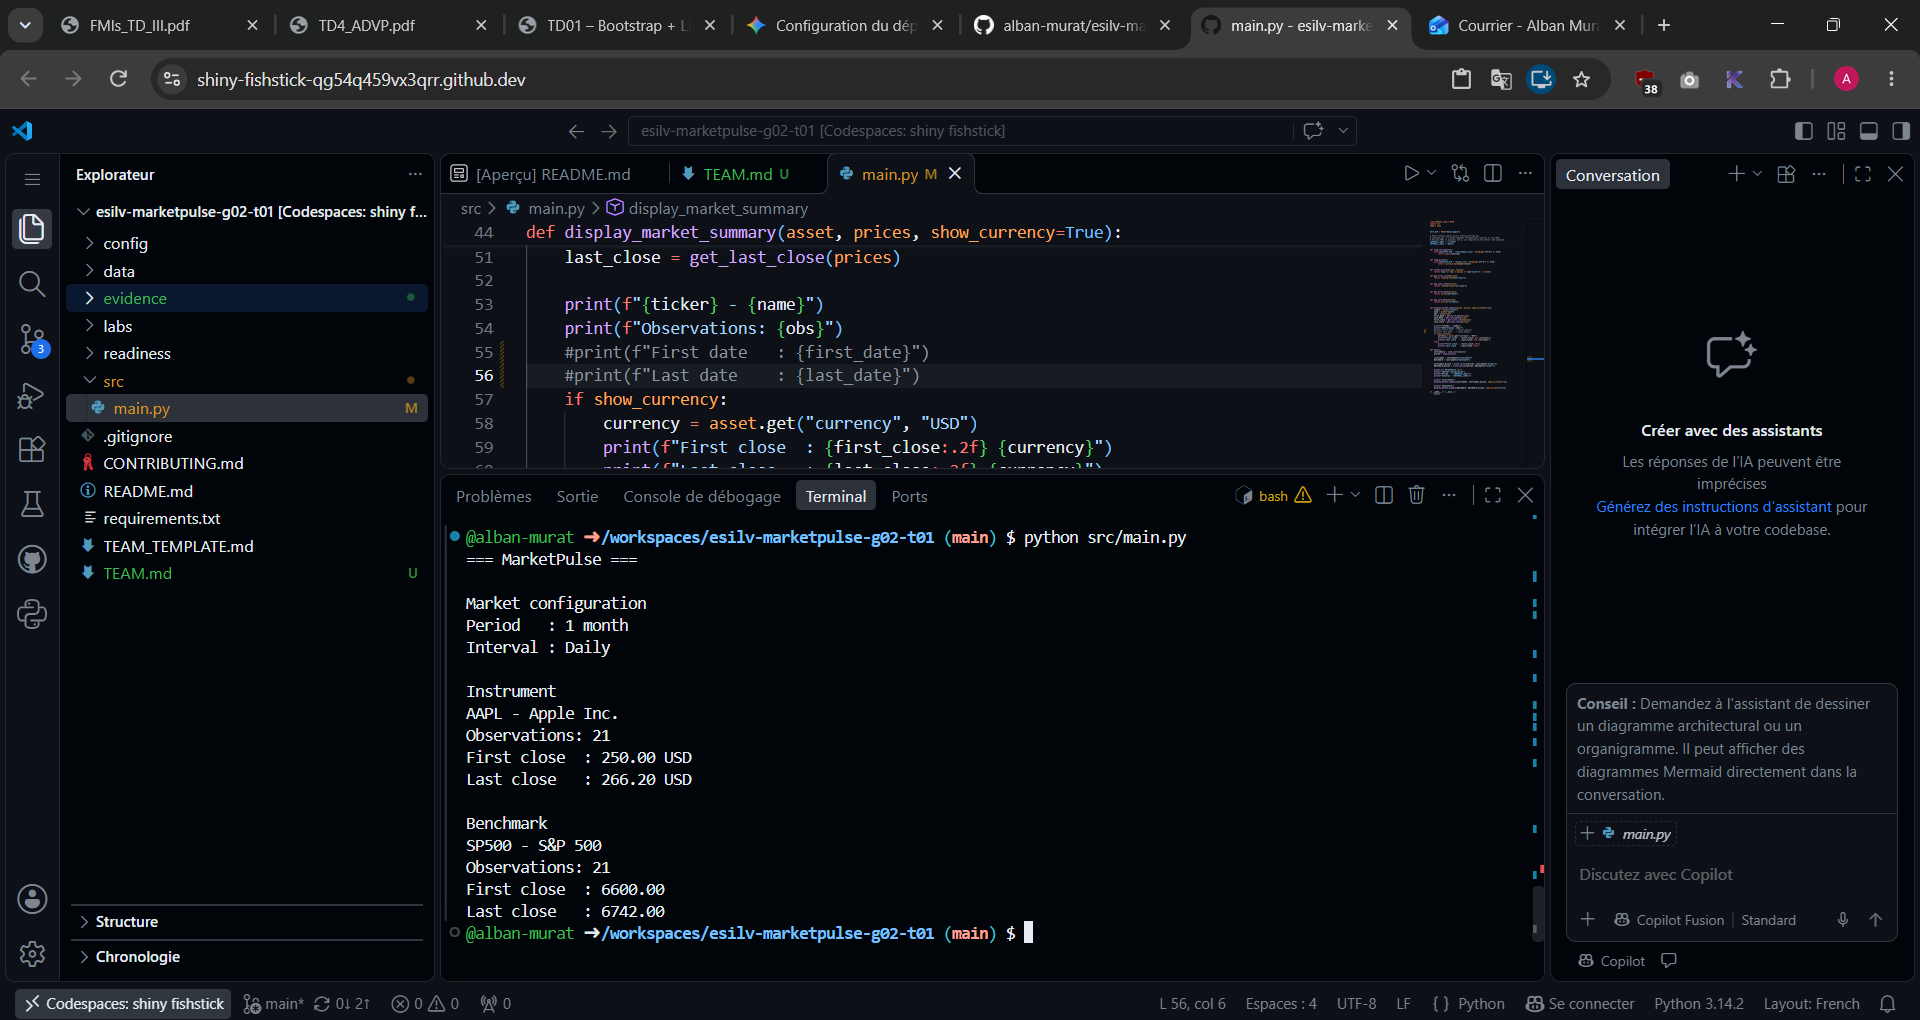 FMIs_TD_III.pdf
TD4_ADVP.pdf
TD01 – Bootstrap + Li
Configuration du dép
alban-murat/esilv-ma
main.py - esilv-marke
Courrier - Alban Mura
shiny-fishstick-qg54q459vx3qrr.github.dev
38
A
esilv-marketpulse-g02-t01 [Codespaces: shiny fishstick]
Explorateur
esilv-marketpulse-g02-t01 [Codespaces: shiny f...
config
data
evidence
labs
readiness
src
main.py M
.gitignore
CONTRIBUTING.md
README.md
requirements.txt
TEAM_TEMPLATE.md
TEAM.md U
3
Structure
Chronologie
[Aperçu] README.md
TEAM.md U
main.py M
src > main.py > display_market_summary
44 def display_market_summary(asset, prices, show_currency=True):
51 last_close = get_last_close(prices)
52
53 print(f"{ticker} - {name}")
54 print(f"Observations: {obs}")
55 #print(f"First date   : {first_date}")
56 #print(f"Last date    : {last_date}")
57 if show_currency:
58 currency = asset.get("currency", "USD")
59 print(f"First close  : {first_close:.2f} {currency}")
Problèmes
Sortie
Console de débogage
Terminal
Ports
bash
@alban-murat ➜/workspaces/esilv-marketpulse-g02-t01 (main) $ python src/main.py
=== MarketPulse ===
Market configuration
Period   : 1 month
Interval : Daily
Instrument
AAPL - Apple Inc.
Observations: 21
First close  : 250.00 USD
Last close   : 266.20 USD
Benchmark
SP500 - S&P 500
Observations: 21
First close  : 6600.00
Last close   : 6742.00
@alban-murat ➜/workspaces/esilv-marketpulse-g02-t01 (main) $
Conversation
Créer avec des assistants
Les réponses de l'IA peuvent être
imprécises
Générez des instructions d'assistant pour
intégrer l'IA à votre codebase.
Conseil : Demandez à l'assistant de dessiner
un diagramme architectural ou un
organigramme. Il peut afficher des
diagrammes Mermaid directement dans la
conversation.
main.py
Discutez avec Copilot
Copilot Fusion | Standard
Copilot
Codespaces: shiny fishstick
main*
0↓ 2↑
0
0
0
L 56, col 6
Espaces : 4
UTF-8
LF
{ } Python
Se connecter
Python 3.14.2
Layout: French